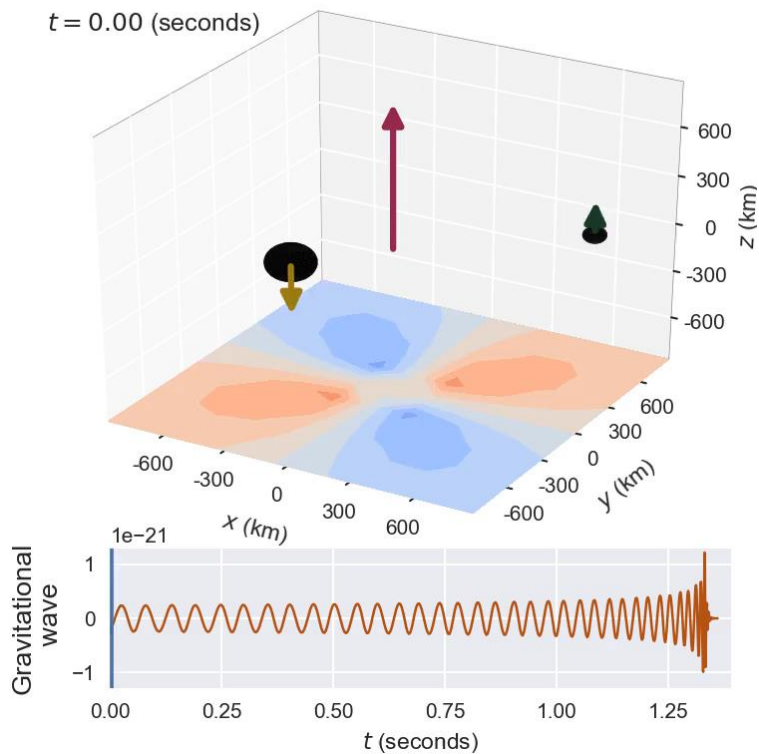 t = 0.00 (seconds)
600
300
0
-300
-600
z (km)
600
300
0
-300
-600
y (km)
-600
-300
0
300
600
x (km)
1e−21
1
0
−1
Gravitational
wave
0.00 0.25 0.50 0.75 1.00 1.25
t (seconds)